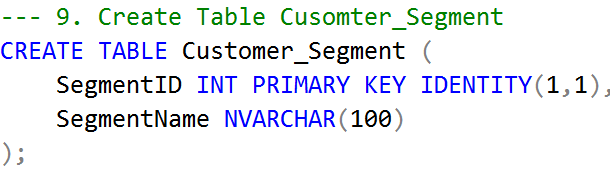 --- 9. Create Table Cusomter_Segment
CREATE TABLE Customer_Segment (
    SegmentID INT PRIMARY KEY IDENTITY(1,1),
    SegmentName NVARCHAR(100)
);